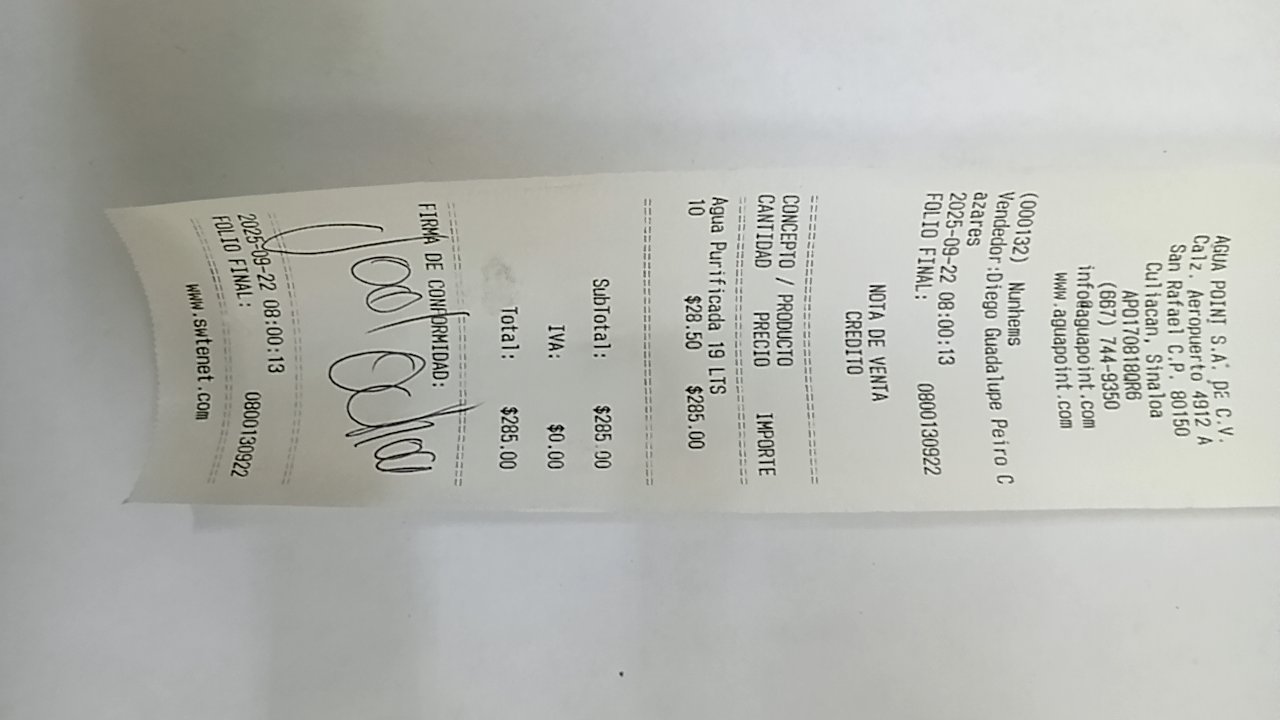 AGUA POINT S.A. DE C.V.
Calz. Aeropuerto 4912 A
San Rafael C.P. 80150
Culiacan, Sinaloa
APO170818QR6
(667) 744-9350
info@aguapoint.com
www.aguapoint.com
(000132) Nunhems
Vendedor:Diego Guadalupe Peiro C
azares
2025-09-22 08:00:13
FOLIO FINAL: 0800130922
NOTA DE VENTA
CREDITO
CONCEPTO / PRODUCTO
CANTIDAD PRECIO IMPORTE
Agua Purificada 19 LTS
10 $28.50 $285.00
SubTotal: $285.00
IVA: $0.00
Total: $285.00
FIRMA DE CONFORMIDAD:
2025-09-22 08:00:13
FOLIO FINAL: 0800130922
www.swtenet.com